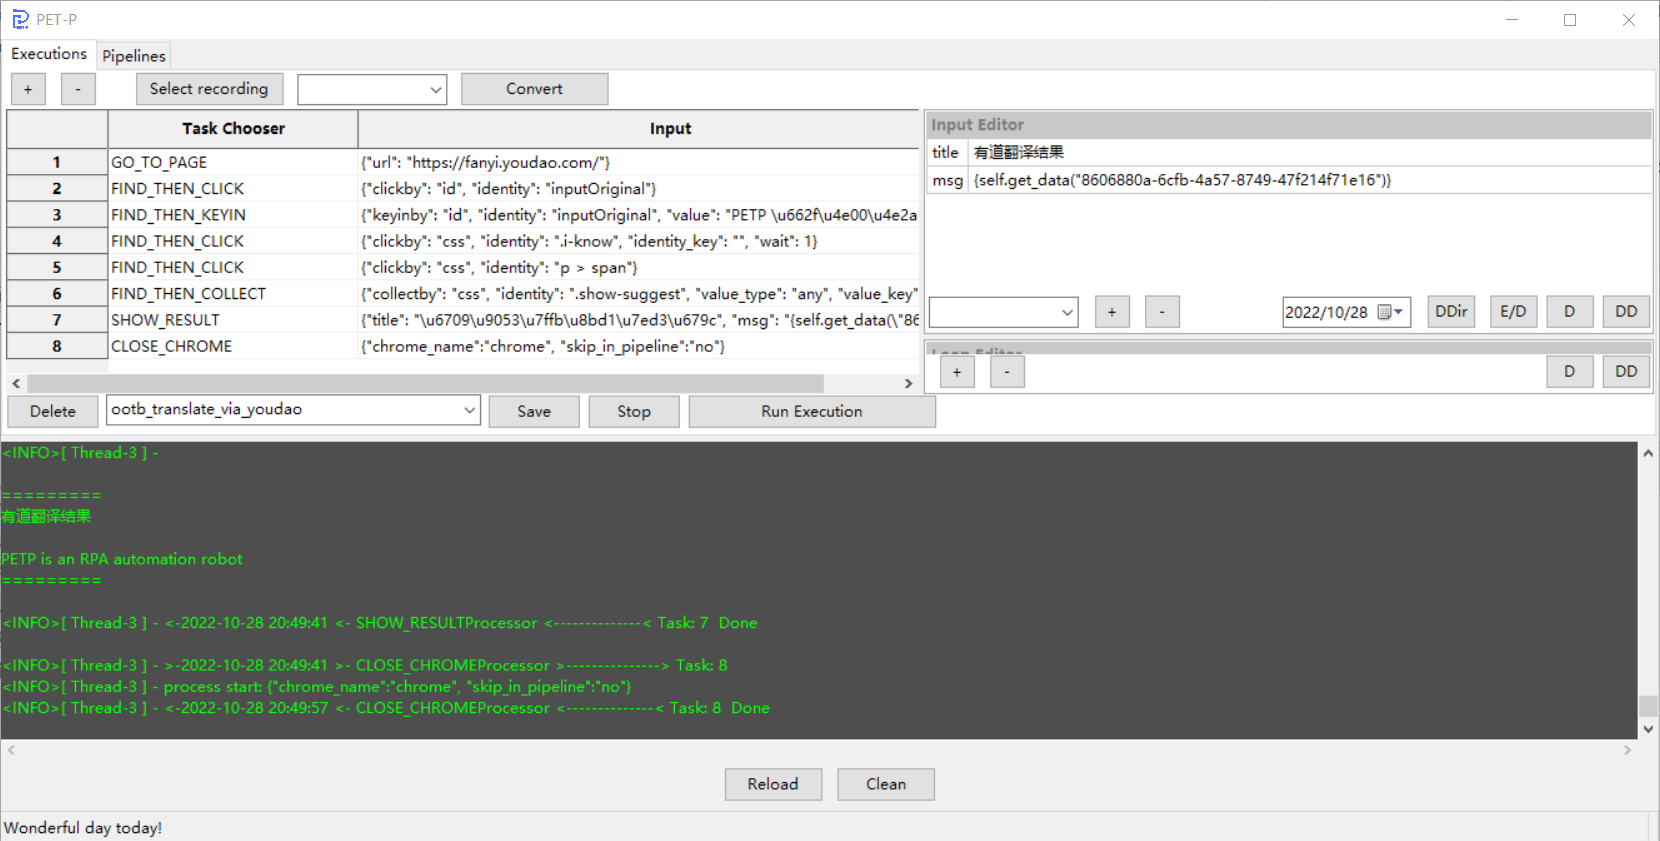 PET-P
Executions Pipelines
+ - Select recording Convert
Task Chooser Input
1 GO_TO_PAGE {"url": "https://fanyi.youdao.com/"}
2 FIND_THEN_CLICK {"clickby": "id", "identity": "inputOriginal"}
3 FIND_THEN_KEYIN {"keyinby": "id", "identity": "inputOriginal", "value": "PETP \u662f\u4e00\u4e2a
4 FIND_THEN_CLICK {"clickby": "css", "identity": ".i-know", "identity_key": "", "wait": 1}
5 FIND_THEN_CLICK {"clickby": "css", "identity": "p > span"}
6 FIND_THEN_COLLECT {"collectby": "css", "identity": ".show-suggest", "value_type": "any", "value_key"
7 SHOW_RESULT {"title": "\u6709\u9053\u7ffb\u8bd1\u7ed3\u679c", "msg": "{self.get_data(\"86
8 CLOSE_CHROME {"chrome_name":"chrome", "skip_in_pipeline":"no"}
Delete ootb_translate_via_youdao Save Stop Run Execution
Input Editor
title 有道翻译结果
msg {self.get_data("8606880a-6cfb-4a57-8749-47f214f71e16")}
+ - 2022/10/28 DDir E/D D DD
Loop Editor
+ - D DD
<INFO>[ Thread-3 ] -
=========
有道翻译结果
PETP is an RPA automation robot
=========
<INFO>[ Thread-3 ] - <-2022-10-28 20:49:41 <- SHOW_RESULTProcessor <--------------< Task: 7 Done
<INFO>[ Thread-3 ] - >-2022-10-28 20:49:41 >- CLOSE_CHROMEProcessor >---------------> Task: 8
<INFO>[ Thread-3 ] - process start: {"chrome_name":"chrome", "skip_in_pipeline":"no"}
<INFO>[ Thread-3 ] - <-2022-10-28 20:49:57 <- CLOSE_CHROMEProcessor <--------------< Task: 8 Done
Reload Clean
Wonderful day today!